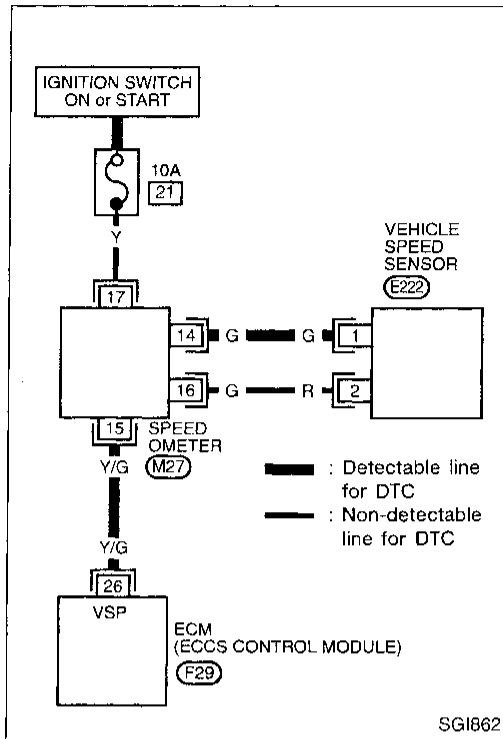 IGNITION SWITCH
ON or START
10A
21
Y
17
VEHICLE
SPEED
SENSOR
E222
14 G G 1
16 G R 2
15
SPEED
OMETER
M27
Y/G
: Detectable line
for DTC
: Non-detectable
line for DTC
Y/G
26
VSP
ECM
(ECCS CONTROL MODULE)
F29
SGI862